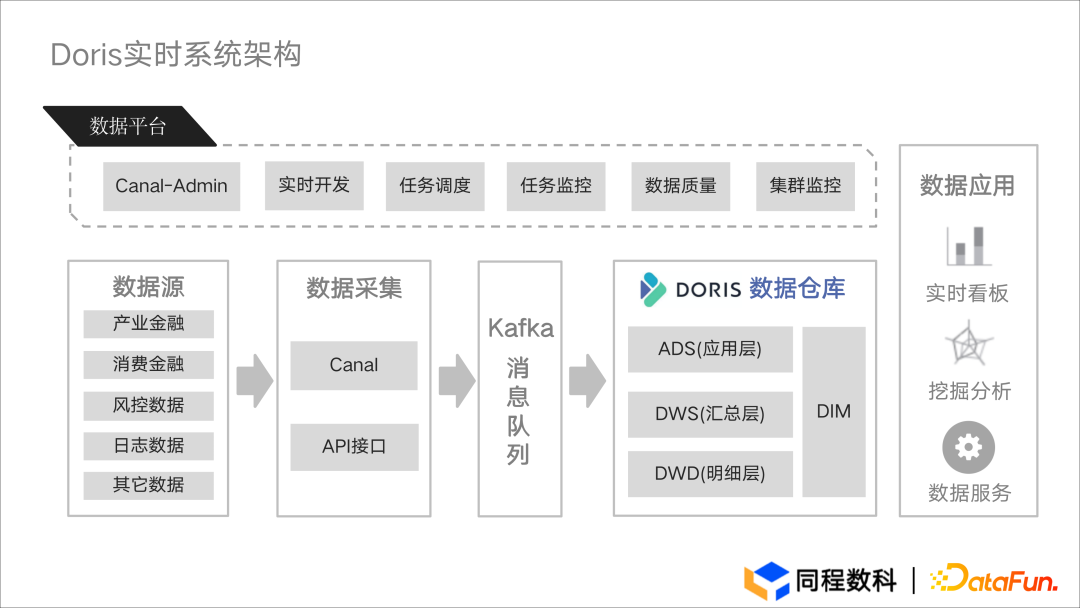 Doris实时系统架构
数据平台
Canal-Admin
实时开发
任务调度
任务监控
数据质量
集群监控
数据源
产业金融
消费金融
风控数据
日志数据
其它数据
数据采集
Canal
API接口
Kafka
消
息
队
列
DORIS 数据仓库
ADS(应用层)
DWS(汇总层)
DWD(明细层)
DIM
数据应用
实时看板
挖掘分析
数据服务
同程数科 | DataFun.